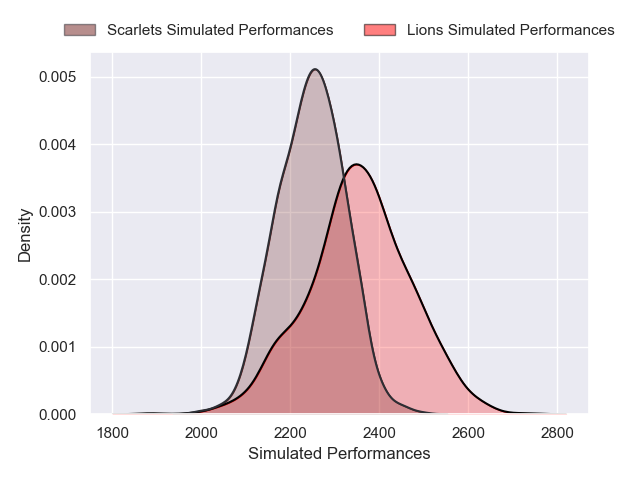 Scarlets Simulated Performances Lions Simulated Performances
0.005
0.004
0.003
0.002
0.001
0.000
Density
1800 2000 2200 2400 2600 2800
Simulated Performances